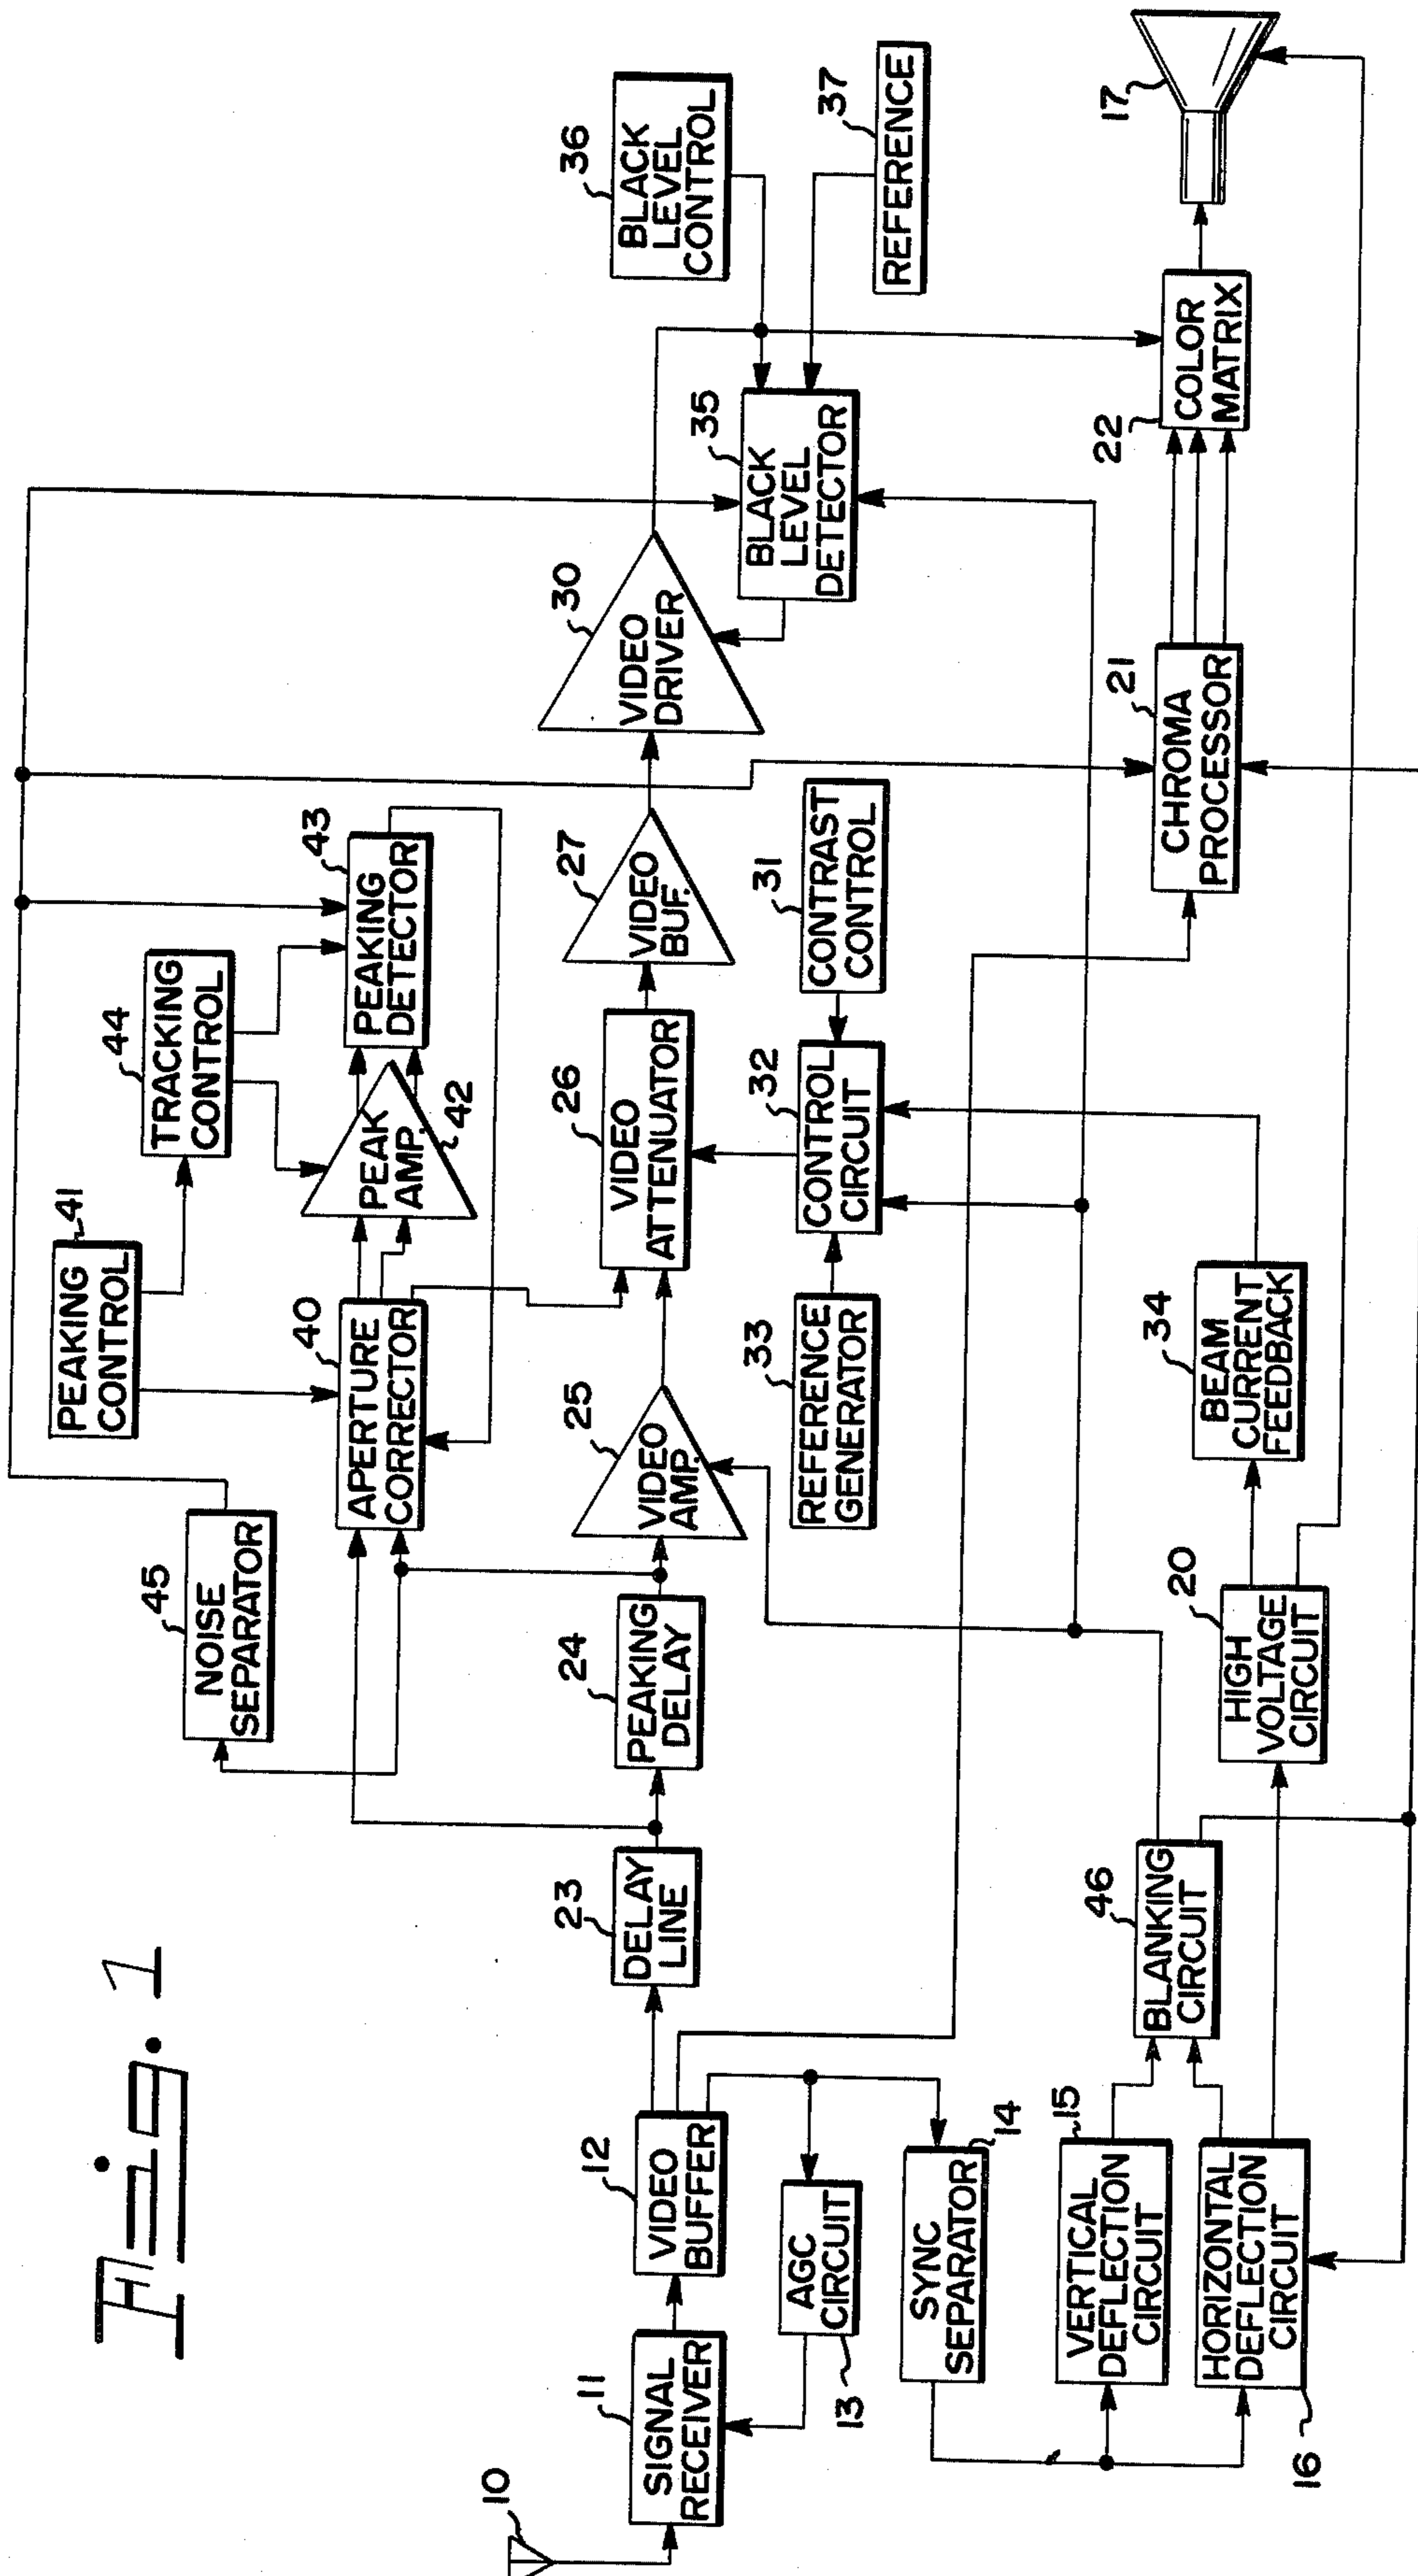 Fig. 1
10
11
SIGNAL
RECEIVER
12
VIDEO
BUFFER
13
AGC
CIRCUIT
14
SYNC
SEPARATOR
15
VERTICAL
DEFLECTION
CIRCUIT
16
HORIZONTAL
DEFLECTION
CIRCUIT
23
DELAY
LINE
24
PEAKING
DELAY
25
VIDEO
AMP.
26
VIDEO
ATTENUATOR
27
VIDEO
BUF.
30
VIDEO
DRIVER
45
NOISE
SEPARATOR
41
PEAKING
CONTROL
40
APERTURE
CORRECTOR
44
TRACKING
CONTROL
42
PEAK
AMP.
43
PEAKING
DETECTOR
33
REFERENCE
GENERATOR
32
CONTROL
CIRCUIT
31
CONTRAST
CONTROL
35
BLACK
LEVEL
DETECTOR
36
BLACK
LEVEL
CONTROL
37
REFERENCE
46
BLANKING
CIRCUIT
20
HIGH
VOLTAGE
CIRCUIT
34
BEAM
CURRENT
FEEDBACK
21
CHROMA
PROCESSOR
22
COLOR
MATRIX
17